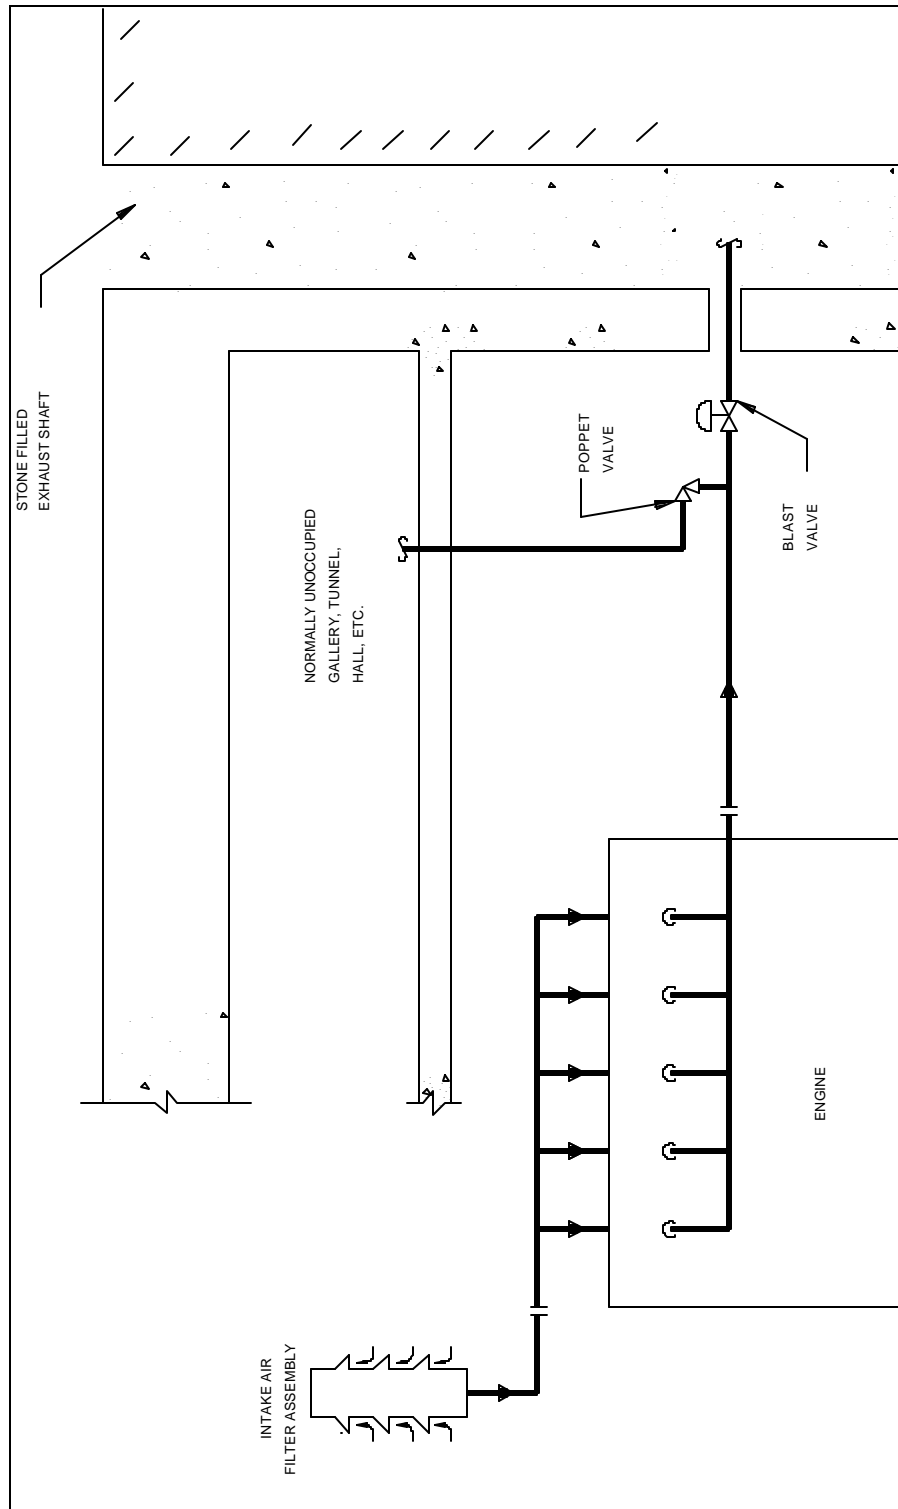 STONE FILLED
EXHAUST SHAFT
NORMALLY UNOCCUPIED
GALLERY, TUNNEL,
HALL, ETC.
POPPET
VALVE
BLAST
VALVE
ENGINE
INTAKE AIR
FILTER ASSEMBLY